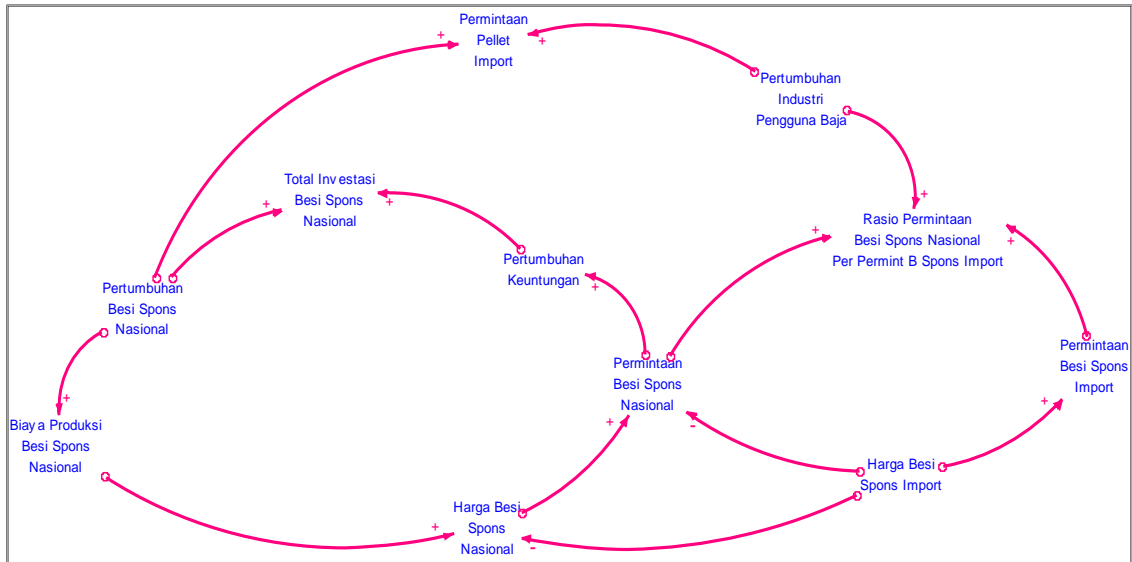 Permintaan
Pellet
Import
+
+
Pertumbuhan
Industri
Pengguna Baja
Total Investasi
Besi Spons
Nasional
+
+
+
Rasio Permintaan
Besi Spons Nasional
Per Permint B Spons Import
+
+
Pertumbuhan
Keuntungan
+
Pertumbuhan
Besi Spons
Nasional
Permintaan
Besi Spons
Import
Permintaan
Besi Spons
Nasional
+
+
+
-
Biaya Produksi
Besi Spons
Nasional
Harga Besi
Spons Import
Harga Besi
Spons
Nasional
+
-